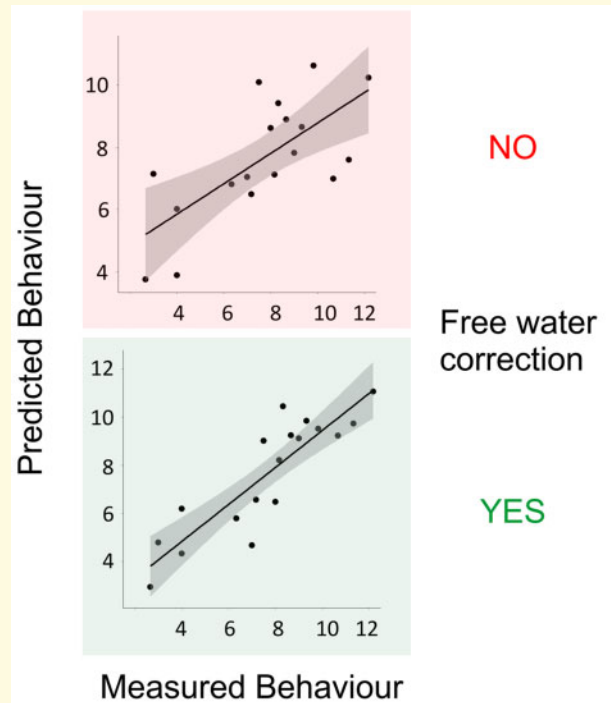 Predicted Behaviour
10
8
6
4
4 6 8 10 12
NO
Free water
correction
12
10
8
6
4
4 6 8 10 12
YES
Measured Behaviour